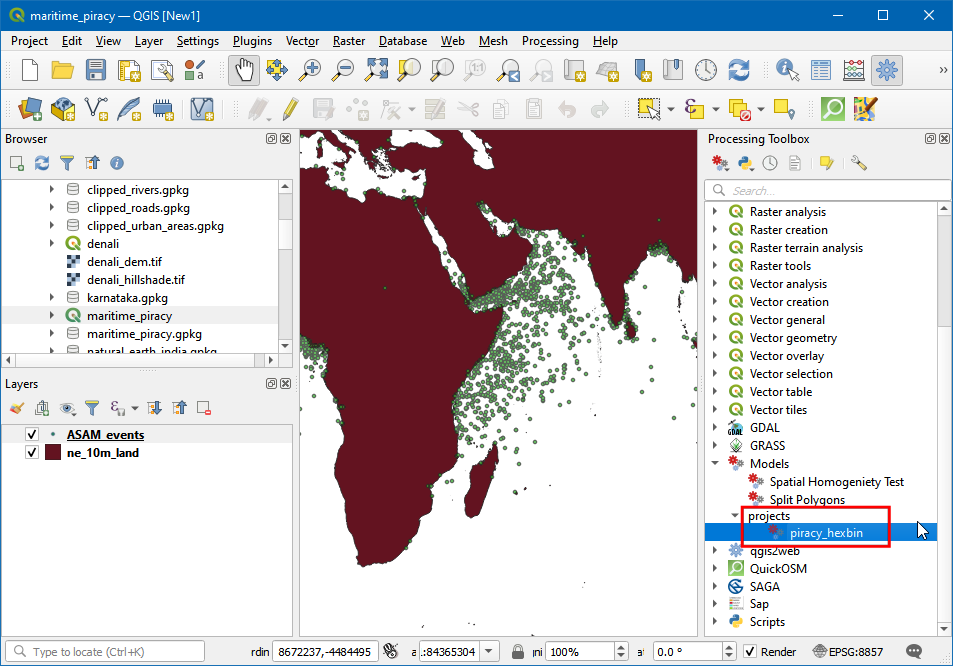 maritime_piracy — QGIS [New1]
Project Edit View Layer Settings Plugins Vector Raster Database Web Mesh Processing Help
Browser
clipped_rivers.gpkg
clipped_roads.gpkg
clipped_urban_areas.gpkg
denali
denali_dem.tif
denali_hillshade.tif
karnataka.gpkg
maritime_piracy
maritime_piracy.gpkg
natural_earth_india.gpkg
Layers
ASAM_events
ne_10m_land
Processing Toolbox
Search...
Raster analysis
Raster creation
Raster terrain analysis
Raster tools
Vector analysis
Vector creation
Vector general
Vector geometry
Vector overlay
Vector selection
Vector table
Vector tiles
GDAL
GRASS
Models
Spatial Homogeniety Test
Split Polygons
projects
piracy_hexbin
qgis2web
QuickOSM
SAGA
Sap
Scripts
Type to locate (Ctrl+K) rdin 8672237,-4484495 a .:84365304 ıni 100% a 0.0 ° Render EPSG:8857